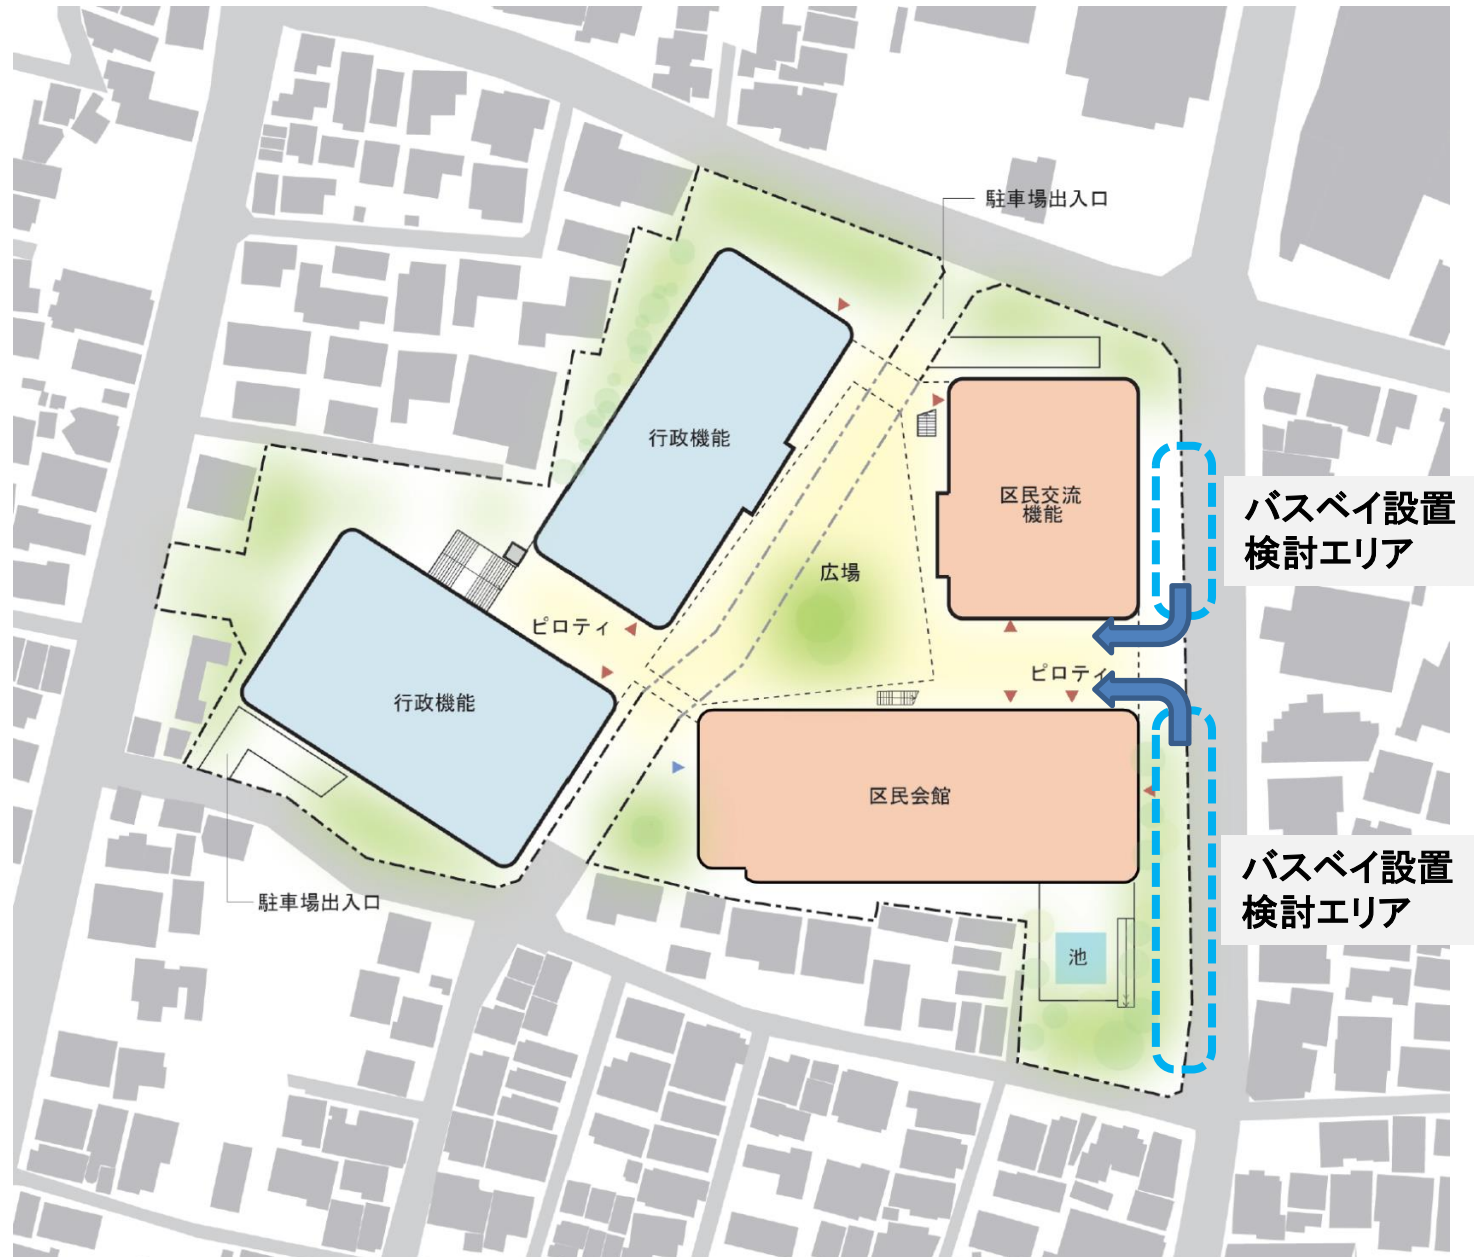 駐車場出入口
行政機能
区民交流
機能
バスベイ設置
検討エリア
広場
ピロティ
ピロティ
行政機能
区民会館
バスベイ設置
検討エリア
駐車場出入口
池